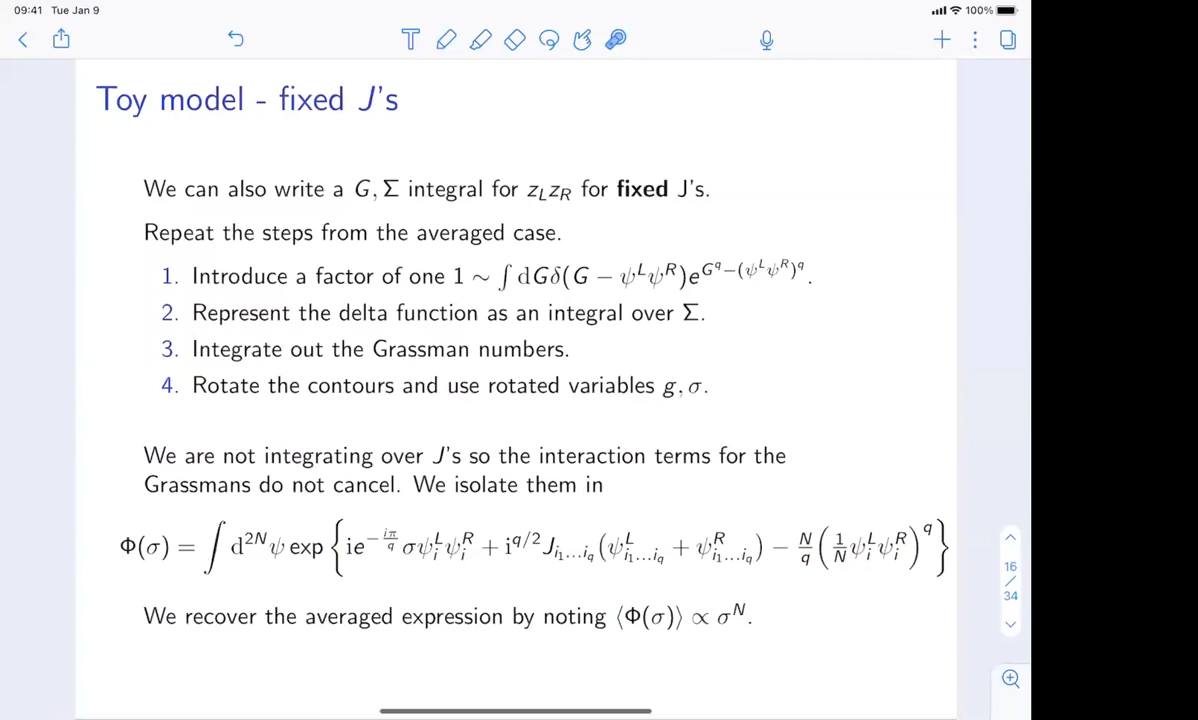 09:41 Tue Jan 9
100%
Toy model - fixed J's
We can also write a G, Σ integral for z_L z_R for fixed J's.
Repeat the steps from the averaged case.
1. Introduce a factor of one 1 ∼ ∫ dGδ(G − ψ^L ψ^R)e^{G^q−(ψ^L ψ^R)^q}.
2. Represent the delta function as an integral over Σ.
3. Integrate out the Grassman numbers.
4. Rotate the contours and use rotated variables g, σ.
We are not integrating over J's so the interaction terms for the
Grassmans do not cancel. We isolate them in
Φ(σ) = ∫ d^{2N}ψ exp { ie^{−iπ/q} σψ_i^L ψ_i^R + i^{q/2} J_{i_1…i_q} (ψ^L_{i_1…i_q} + ψ^R_{i_1…i_q}) − N/q (1/N ψ_i^L ψ_i^R)^q }
We recover the averaged expression by noting ⟨Φ(σ)⟩ ∝ σ^N.
16
/
34